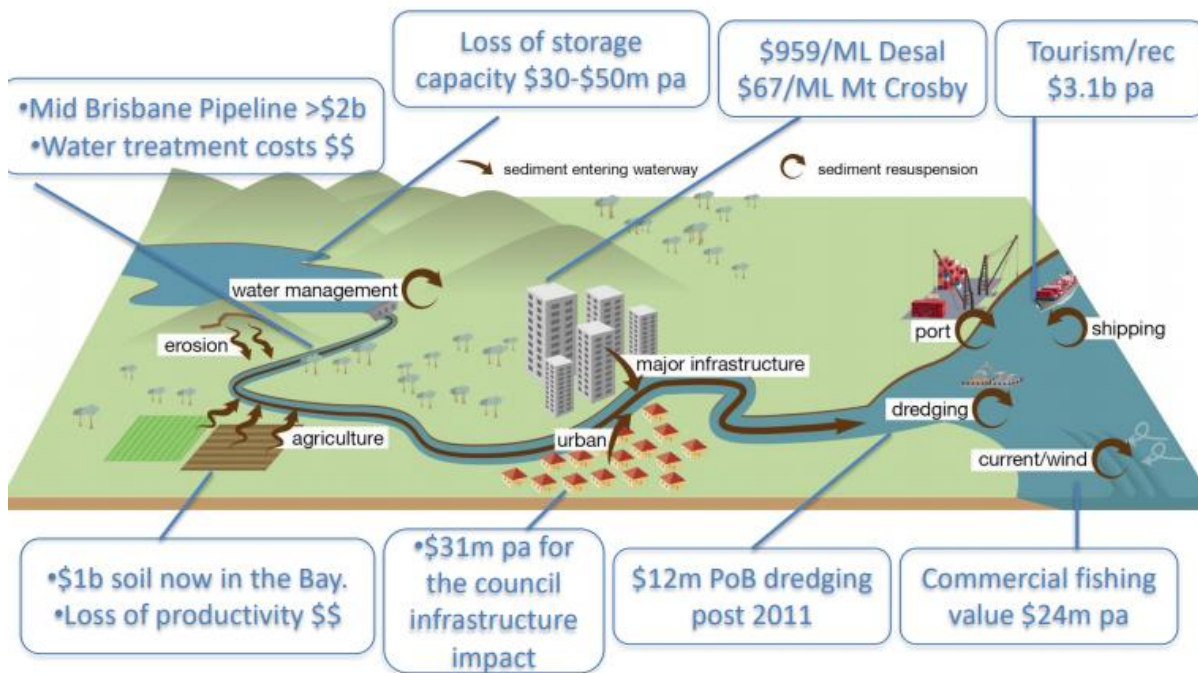 Loss of storage
capacity $30-$50m pa
$959/ML Desal
$67/ML Mt Crosby
Tourism/rec
$3.1b pa
•Mid Brisbane Pipeline >$2b
•Water treatment costs $$
sediment entering waterway
sediment resuspension
water management
erosion
agriculture
major infrastructure
urban
port
shipping
dredging
current/wind
•$1b soil now in the Bay.
•Loss of productivity $$
•$31m pa for
the council
infrastructure
impact
$12m PoB dredging
post 2011
Commercial fishing
value $24m pa